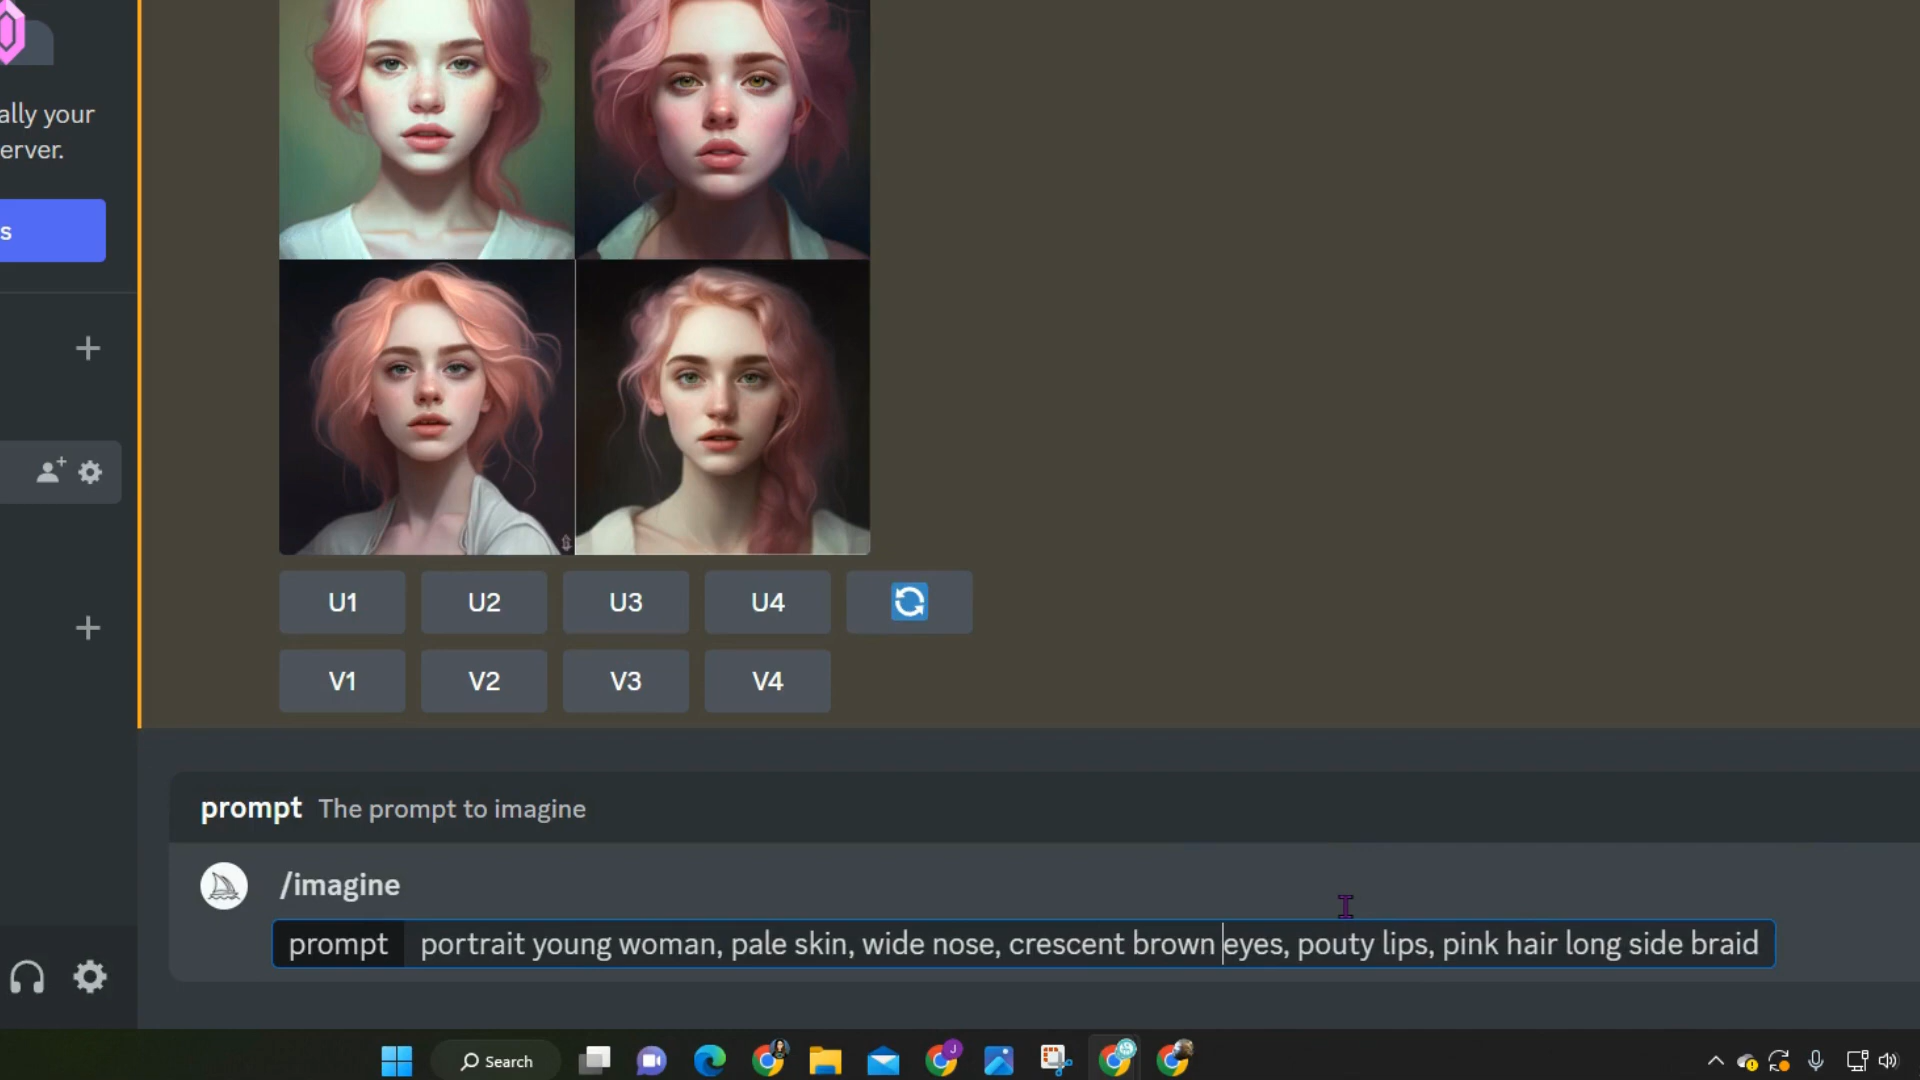 ally your
erver.
s
U1 U2 U3 U4
V1 V2 V3 V4
prompt The prompt to imagine
/imagine
prompt portrait young woman, pale skin, wide nose, crescent brown eyes, pouty lips, pink hair long side braid
Search
J